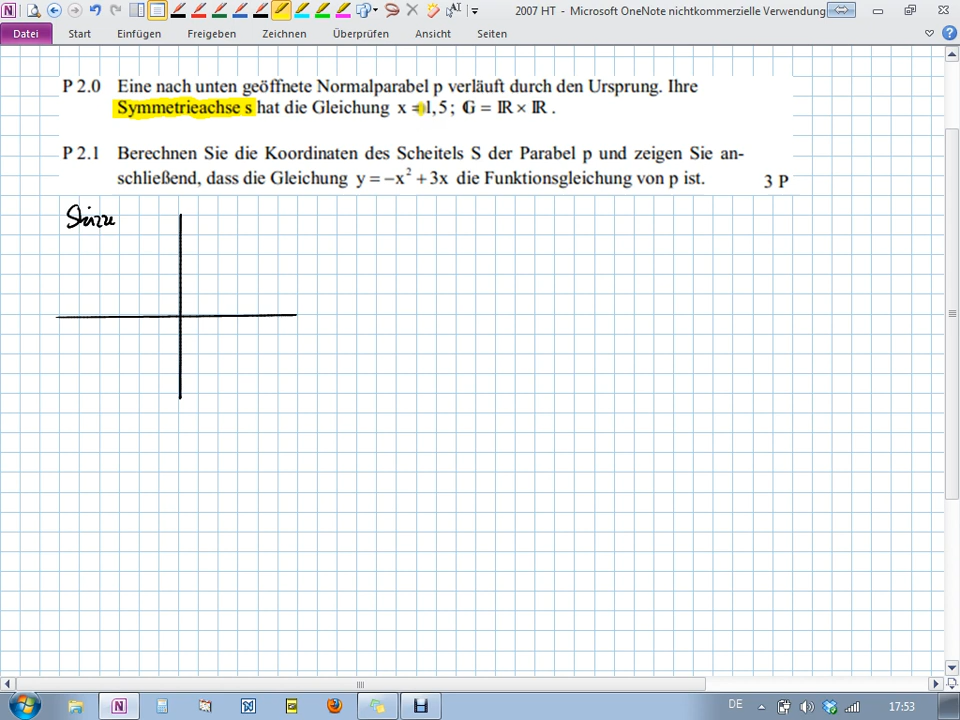 2007 HT - Microsoft OneNote nichtkommerzielle Verwendung
Datei Start Einfügen Freigeben Zeichnen Überprüfen Ansicht Seiten
P 2.0 Eine nach unten geöffnete Normalparabel p verläuft durch den Ursprung. Ihre
Symmetrieachse s hat die Gleichung x = 1,5; G = IR × IR .
P 2.1 Berechnen Sie die Koordinaten des Scheitels S der Parabel p und zeigen Sie an-
schließend, dass die Gleichung y = −x² + 3x die Funktionsgleichung von p ist. 3 P
Skizze
DE 17:53